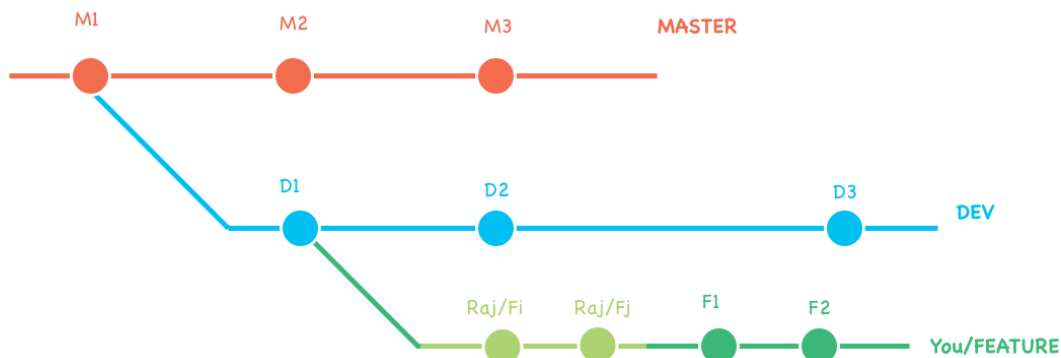 M1
M2
M3
MASTER
D1
D2
D3
DEV
Raj/Fi
Raj/Fj
F1
F2
You/FEATURE